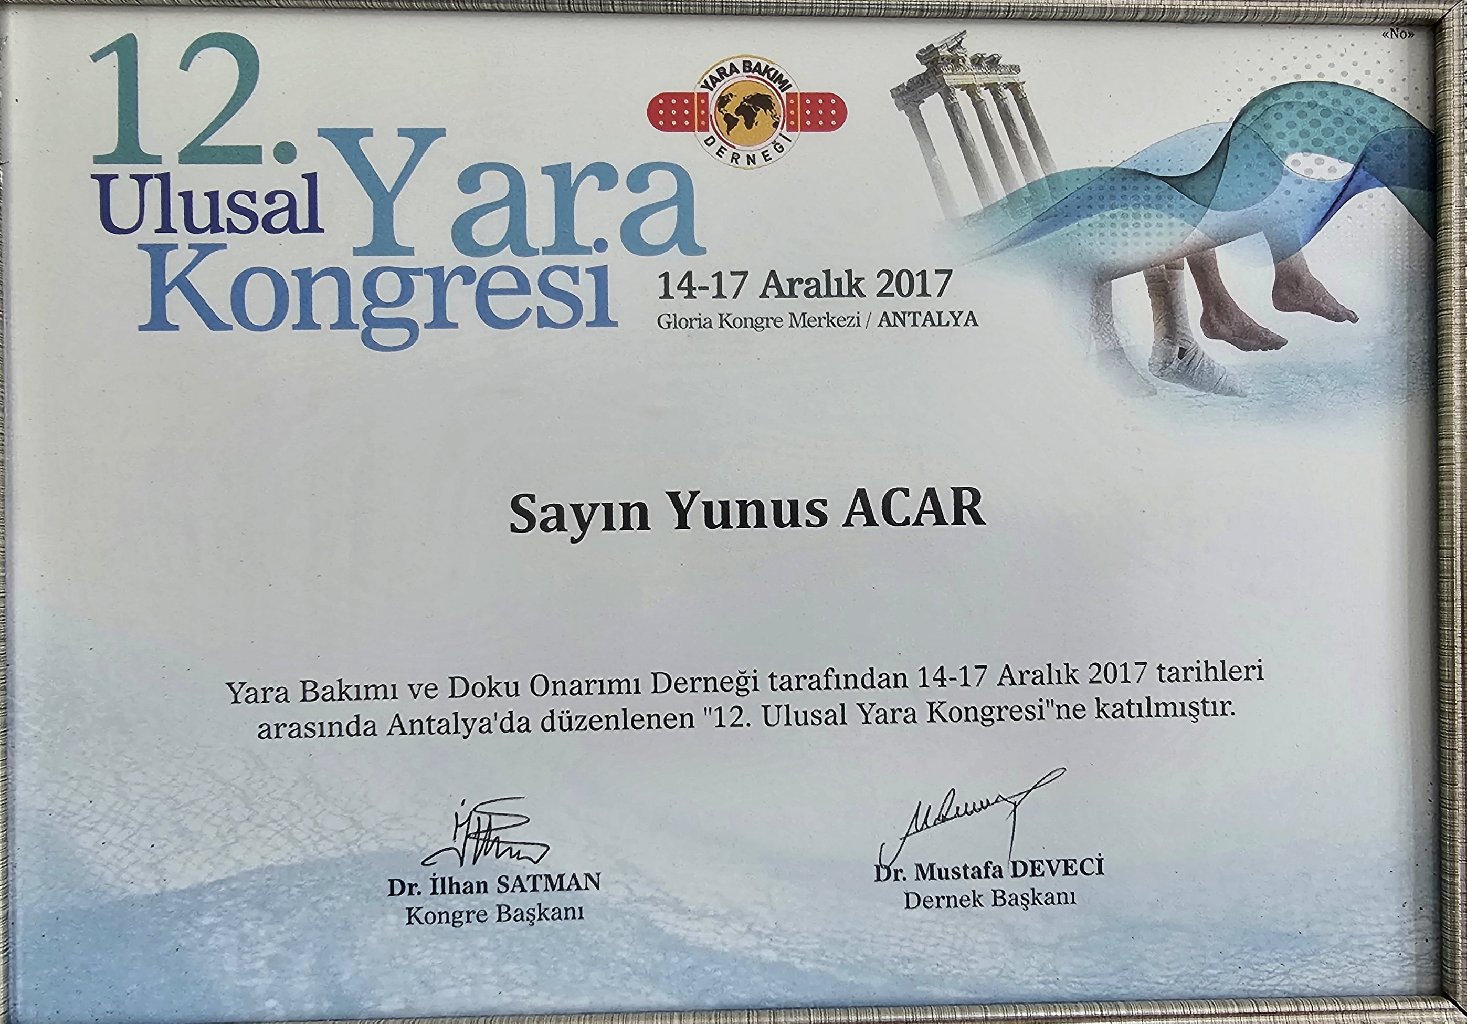 «No»
12.
Ulusal Yara
Kongresi
YARA BAKIMI
DERNEĞİ
14-17 Aralık 2017
Gloria Kongre Merkezi / ANTALYA
Sayın Yunus ACAR
Yara Bakımı ve Doku Onarımı Derneği tarafından 14-17 Aralık 2017 tarihleri
arasında Antalya'da düzenlenen "12. Ulusal Yara Kongresi"ne katılmıştır.
Dr. İlhan SATMAN
Kongre Başkanı
Dr. Mustafa DEVECİ
Dernek Başkanı